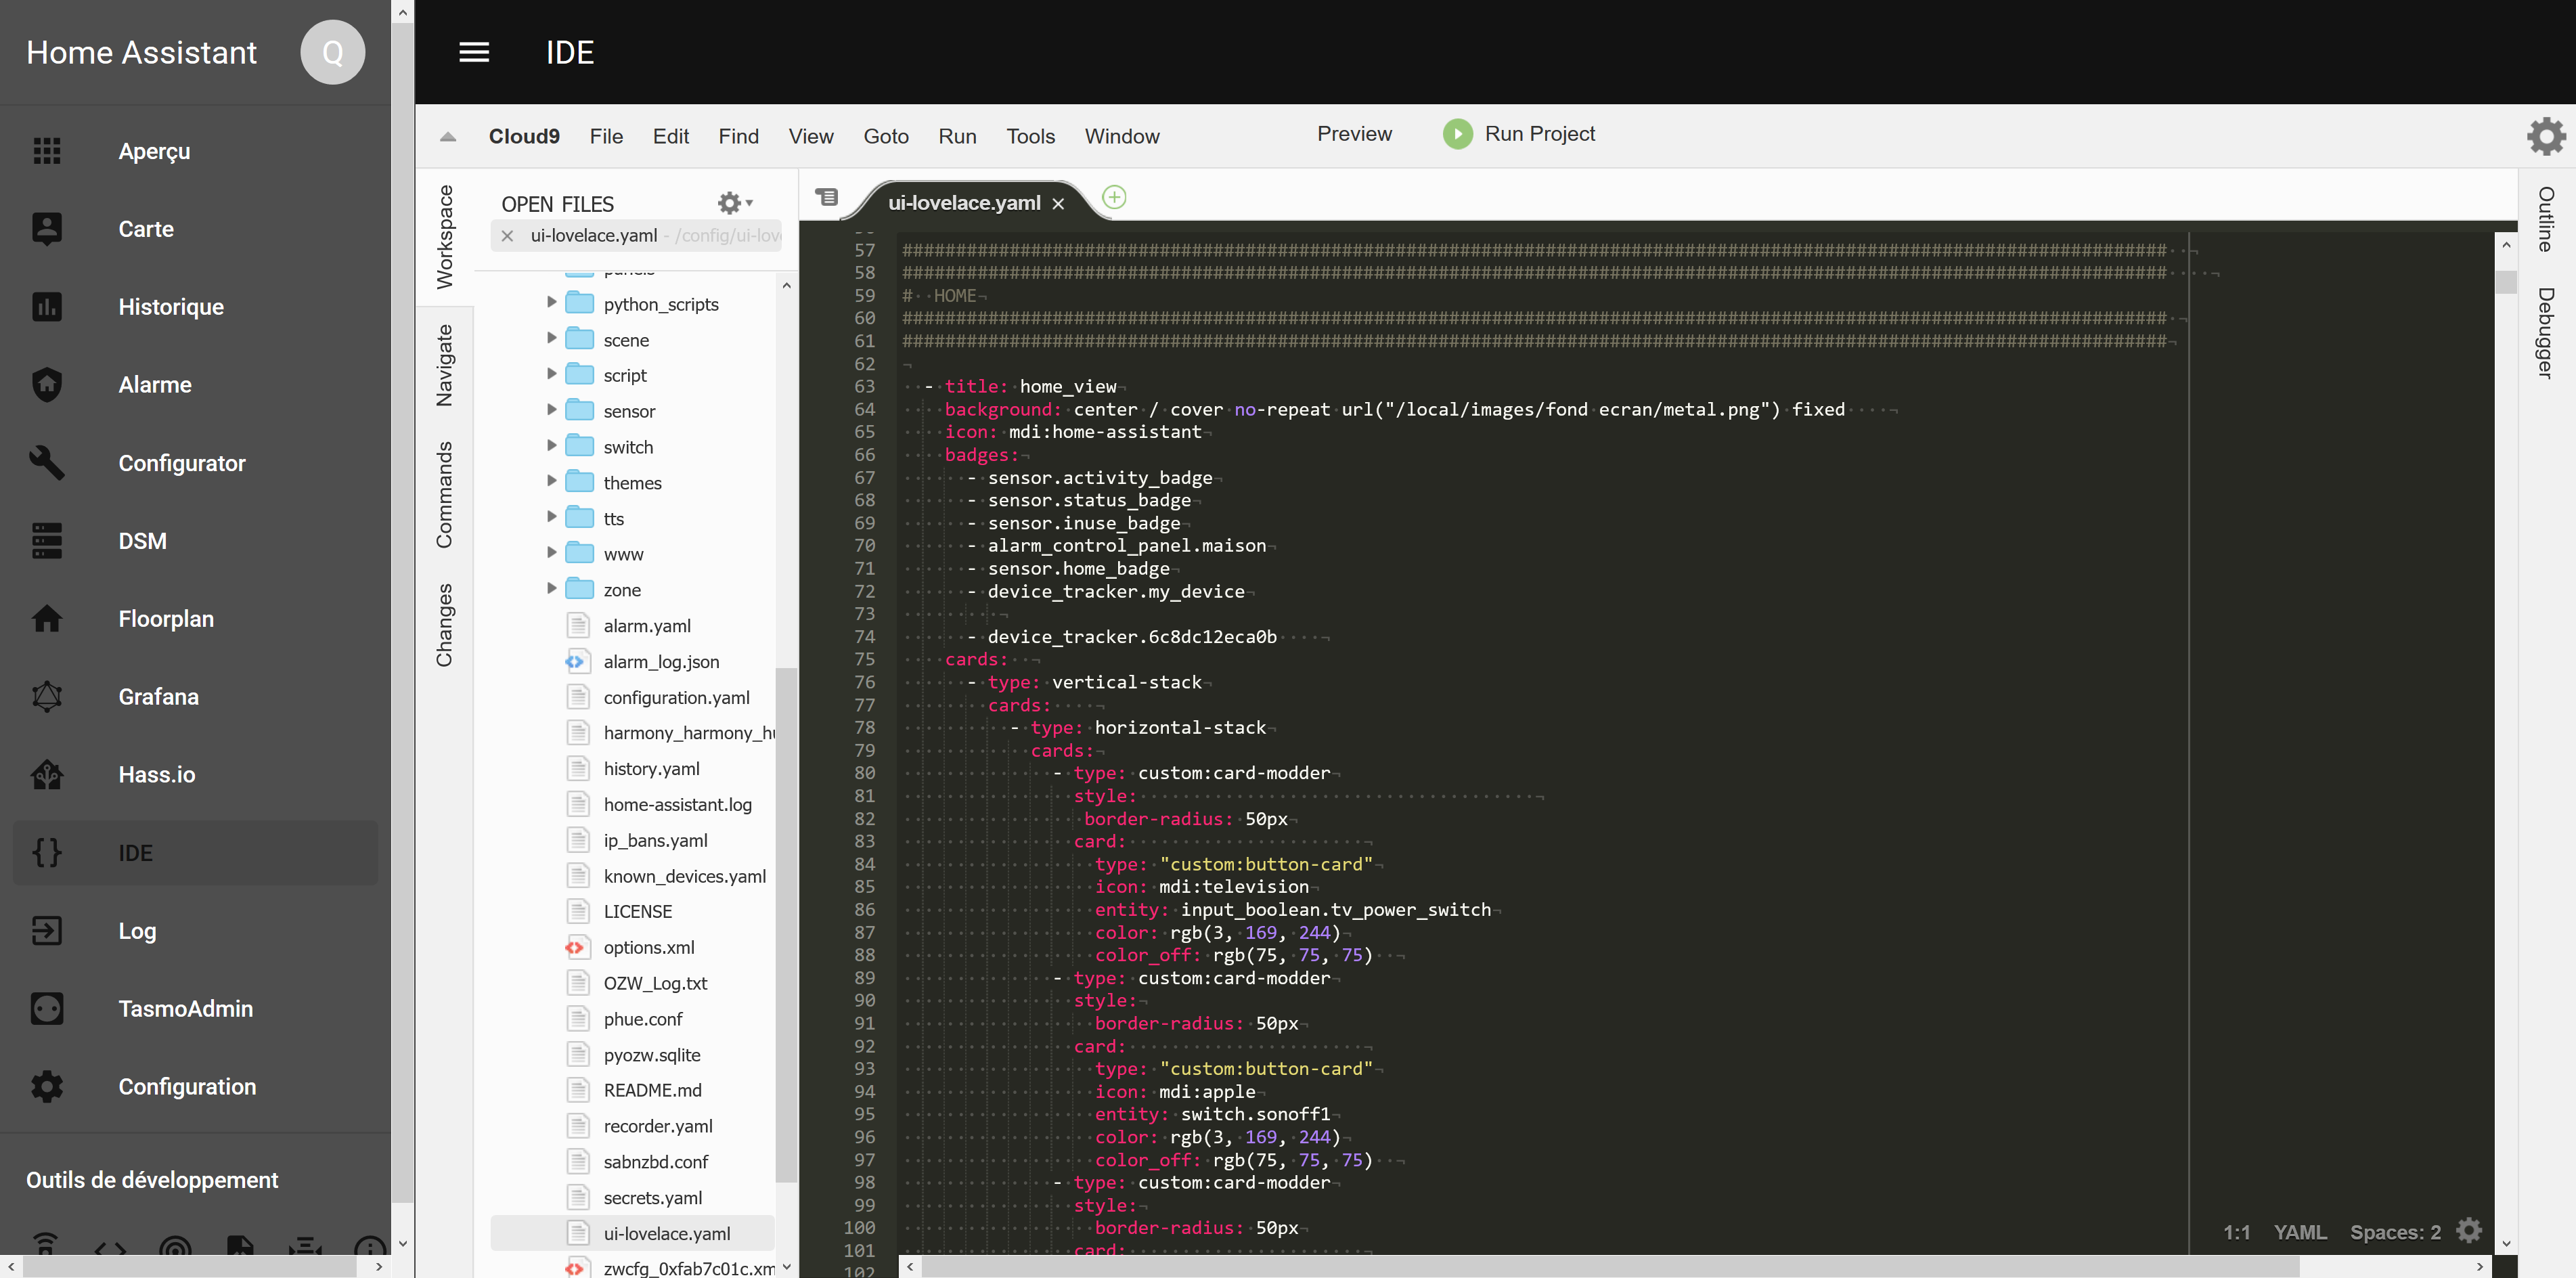 Home Assistant
Q
Aperçu
Carte
Historique
Alarme
Configurator
DSM
Floorplan
Grafana
Hass.io
IDE
Log
TasmoAdmin
Configuration
Outils de développement
IDE
Cloud9 File Edit Find View Goto Run Tools Window Preview Run Project
Workspace
Navigate
Commands
Changes
OPEN FILES
ui-lovelace.yaml - /config/ui-lov
python_scripts
scene
script
sensor
switch
themes
tts
www
zone
alarm.yaml
alarm_log.json
configuration.yaml
harmony_harmony_hu
history.yaml
home-assistant.log
ip_bans.yaml
known_devices.yaml
LICENSE
options.xml
OZW_Log.txt
phue.conf
pyozw.sqlite
README.md
recorder.yaml
sabnzbd.conf
secrets.yaml
ui-lovelace.yaml
zwcfg_0xfab7c01c.xm
ui-lovelace.yaml
57
58
59 # HOME
60
61
62
63 - title: home_view
64 background: center / cover no-repeat url("/local/images/fond ecran/metal.png") fixed
65 icon: mdi:home-assistant
66 badges:
67 - sensor.activity_badge
68 - sensor.status_badge
69 - sensor.inuse_badge
70 - alarm_control_panel.maison
71 - sensor.home_badge
72 - device_tracker.my_device
73
74 - device_tracker.6c8dc12eca0b
75 cards:
76 - type: vertical-stack
77 cards:
78 - type: horizontal-stack
79 cards:
80 - type: custom:card-modder
81 style:
82 border-radius: 50px
83 card:
84 type: "custom:button-card"
85 icon: mdi:television
86 entity: input_boolean.tv_power_switch
87 color: rgb(3, 169, 244)
88 color_off: rgb(75, 75, 75)
89 - type: custom:card-modder
90 style:
91 border-radius: 50px
92 card:
93 type: "custom:button-card"
94 icon: mdi:apple
95 entity: switch.sonoff1
96 color: rgb(3, 169, 244)
97 color_off: rgb(75, 75, 75)
98 - type: custom:card-modder
99 style:
100 border-radius: 50px
101 card:
102
1:1 YAML Spaces: 2
Outline
Debugger